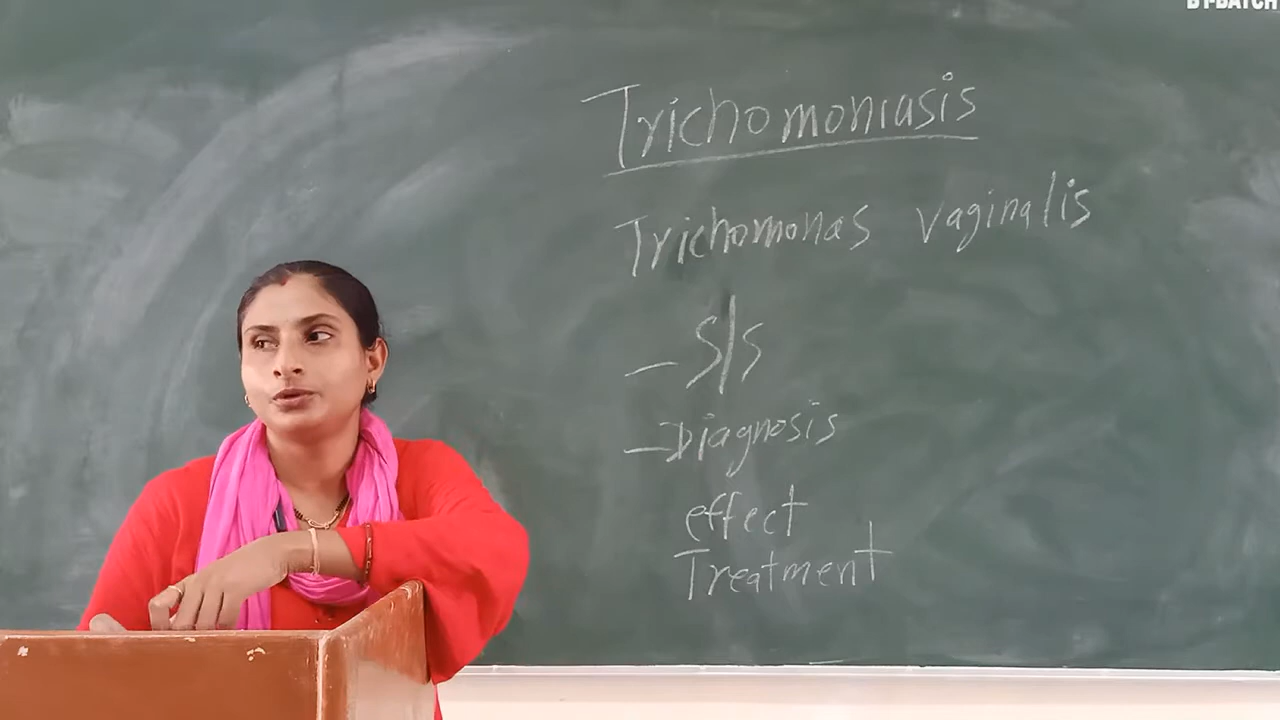 Trichomoniasis
Trichomonas vaginalis
- S/S
- Diagnosis
effect
Treatment